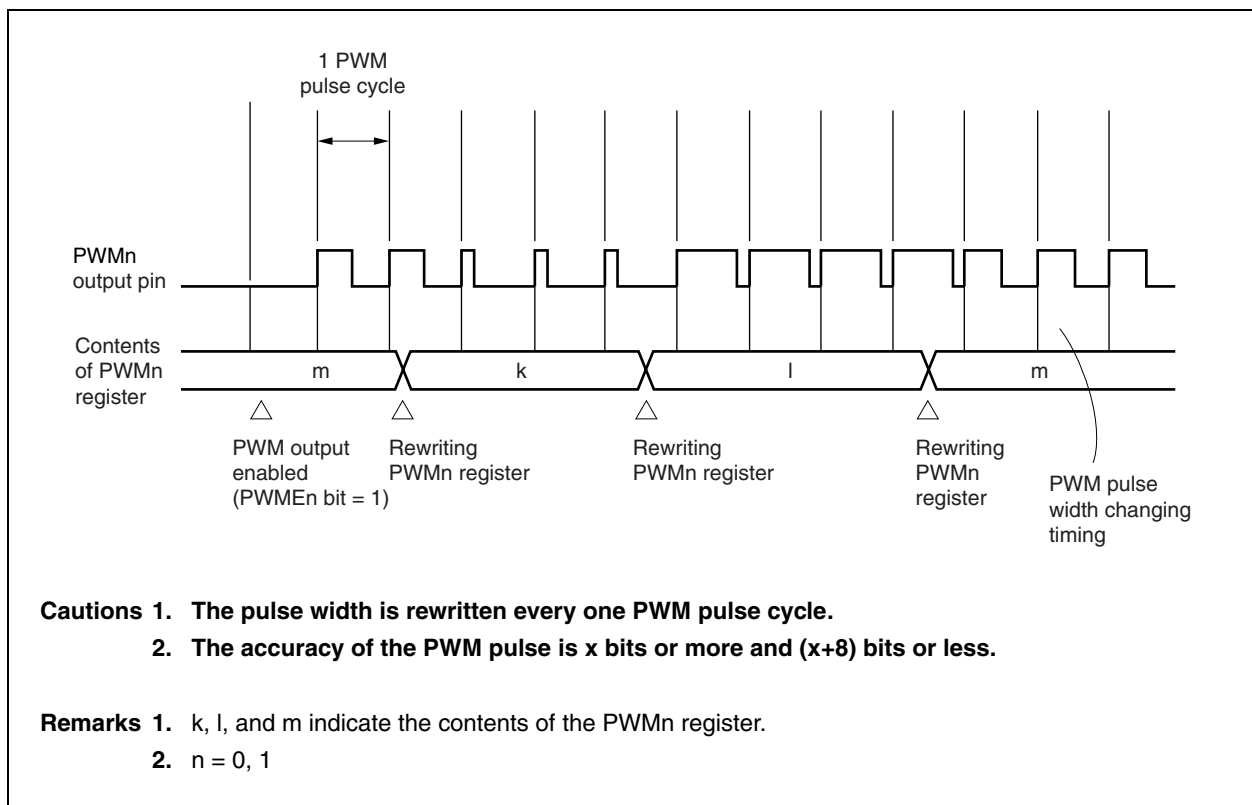 1 PWM
pulse cycle
PWMn
output pin
Contents
of PWMn
register
m
k
l
m
PWM output
enabled
(PWMEn bit = 1)
Rewriting
PWMn register
Rewriting
PWMn register
Rewriting
PWMn
register
PWM pulse
width changing
timing
Cautions 1. The pulse width is rewritten every one PWM pulse cycle.
2. The accuracy of the PWM pulse is x bits or more and (x+8) bits or less.
Remarks 1. k, l, and m indicate the contents of the PWMn register.
2. n = 0, 1